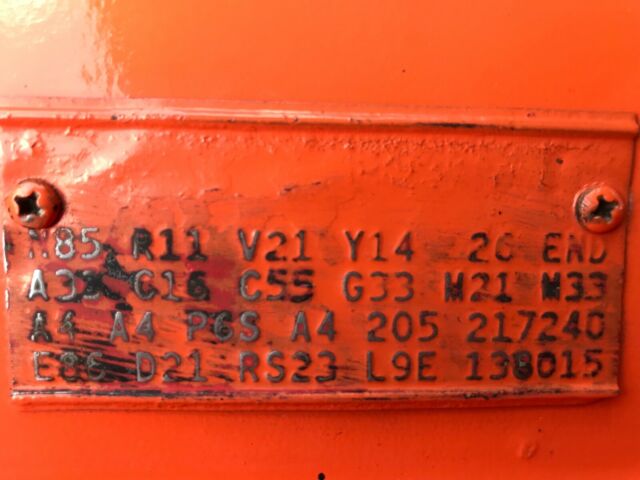 N85 R11 V21 Y14 26 END
A33 C16 C55 G33 M21 M33
A4 A4 P6S A4 205 217240
E86 D21 RS23 L9E 138015